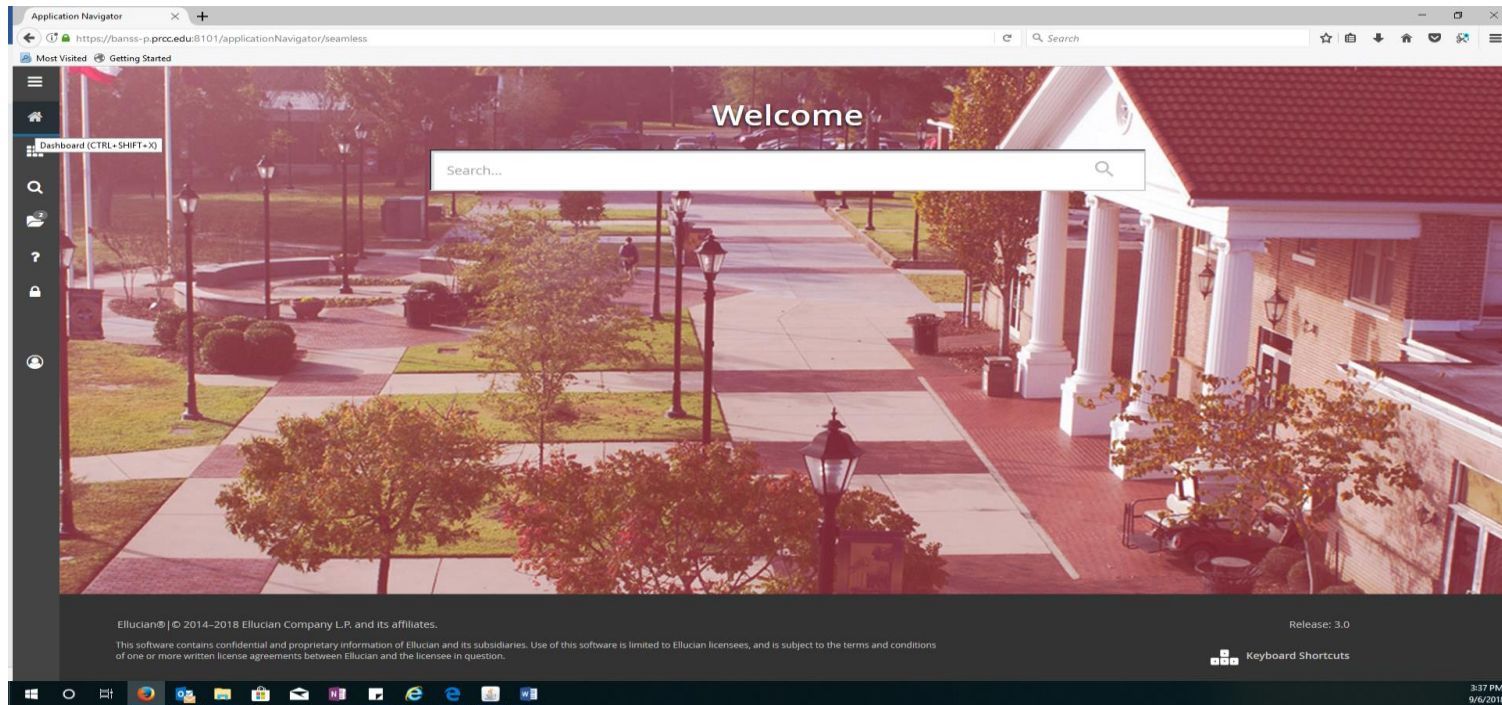 Application Navigator
https://banss-p.prcc.edu:8101/applicationNavigator/seamless
Search
Most Visited
Getting Started
Welcome
Dashboard (CTRL+SHIFT+X)
Search...
2
?
Ellucian®|© 2014–2018 Ellucian Company L.P. and its affiliates.
Release: 3.0
This software contains confidential and proprietary information of Ellucian and its subsidiaries. Use of this software is limited to Ellucian licensees, and is subject to the terms and conditions
of one or more written license agreements between Ellucian and the licensee in question.
Keyboard Shortcuts
3:37 PM
9/6/2018